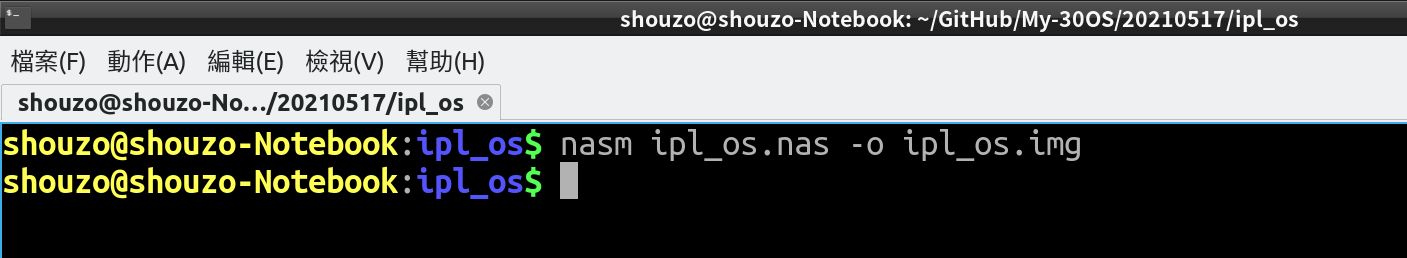 shouzo@shouzo-Notebook: ~/GitHub/My-30OS/20210517/ipl_os
檔案(F) 動作(A) 編輯(E) 檢視(V) 幫助(H)
shouzo@shouzo-No…/20210517/ipl_os
shouzo@shouzo-Notebook:ipl_os$ nasm ipl_os.nas -o ipl_os.img
shouzo@shouzo-Notebook:ipl_os$